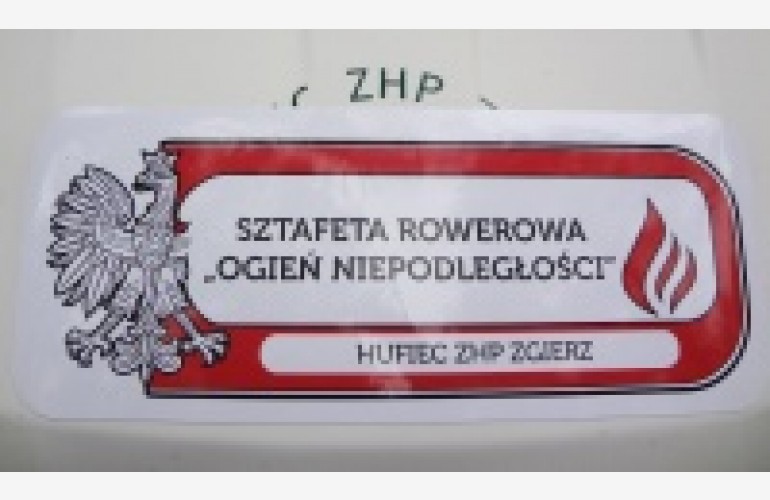 ZHP
SZTAFETA ROWEROWA
„OGIEŃ NIEPODLEGŁOŚCI"
HUFIEC ZHP ZGIERZ